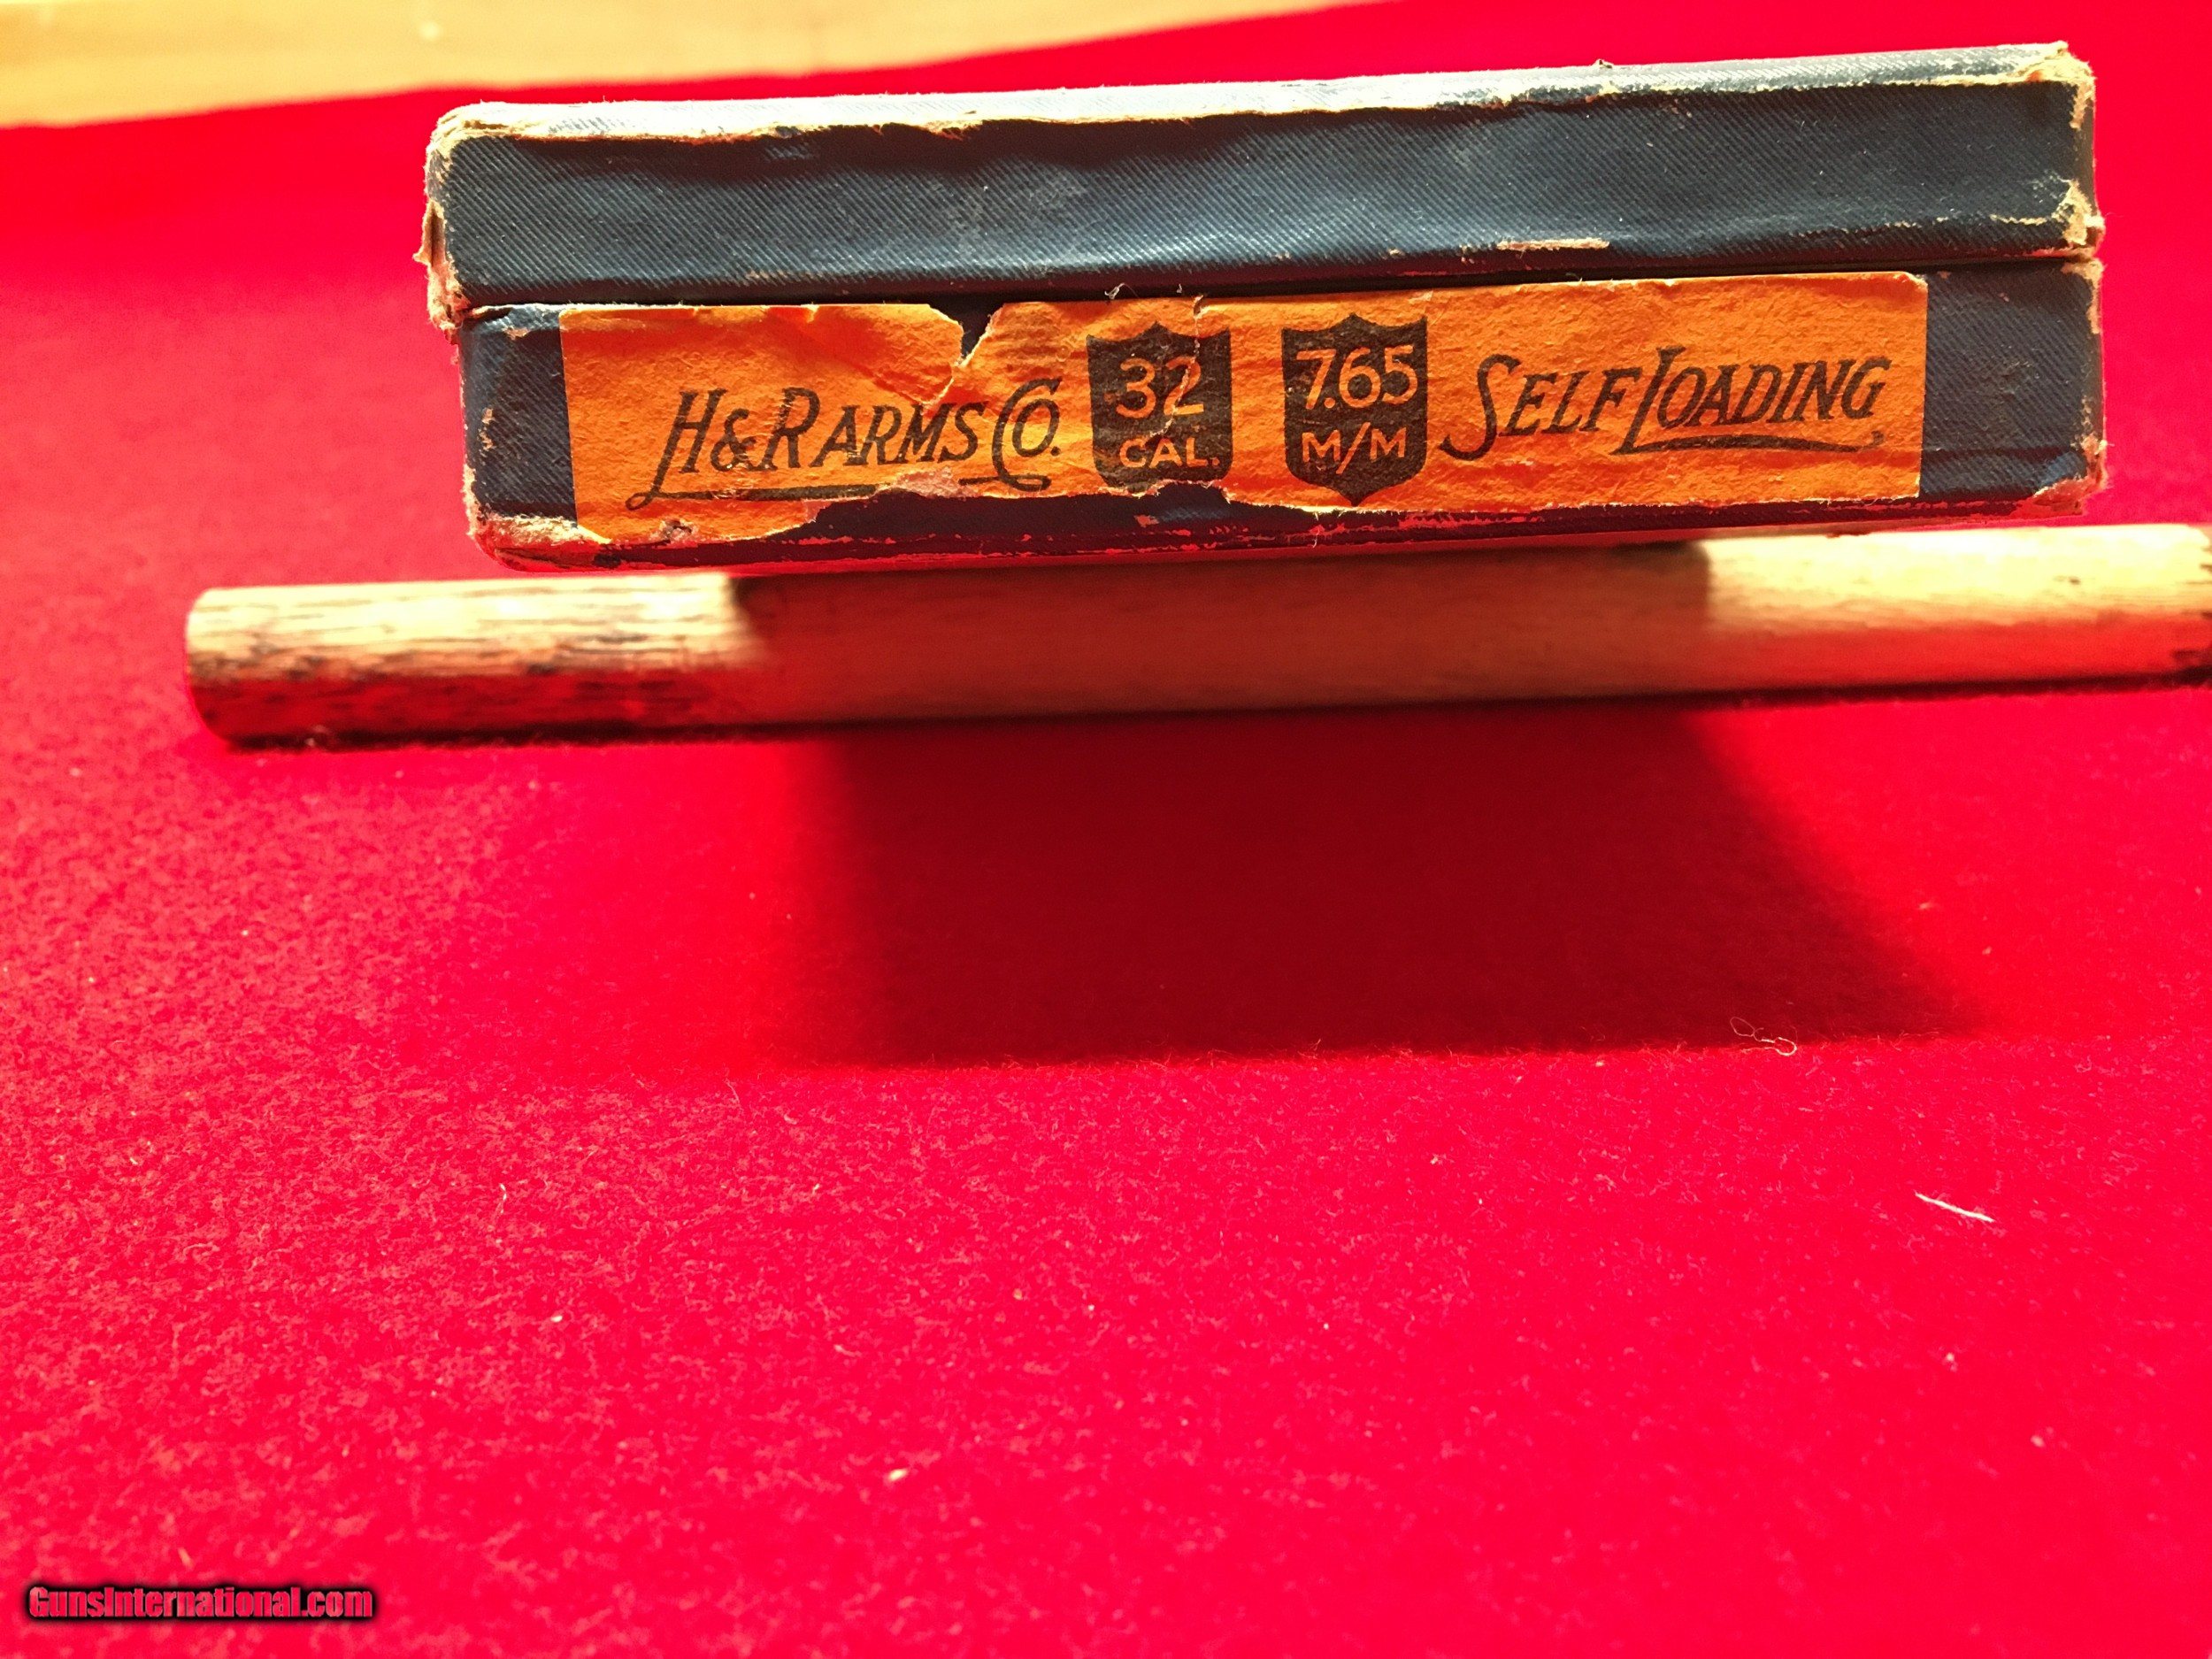 H&R ARMS CO. 32 CAL. 7.65 M/M SELF LOADING
GunsInternational.com